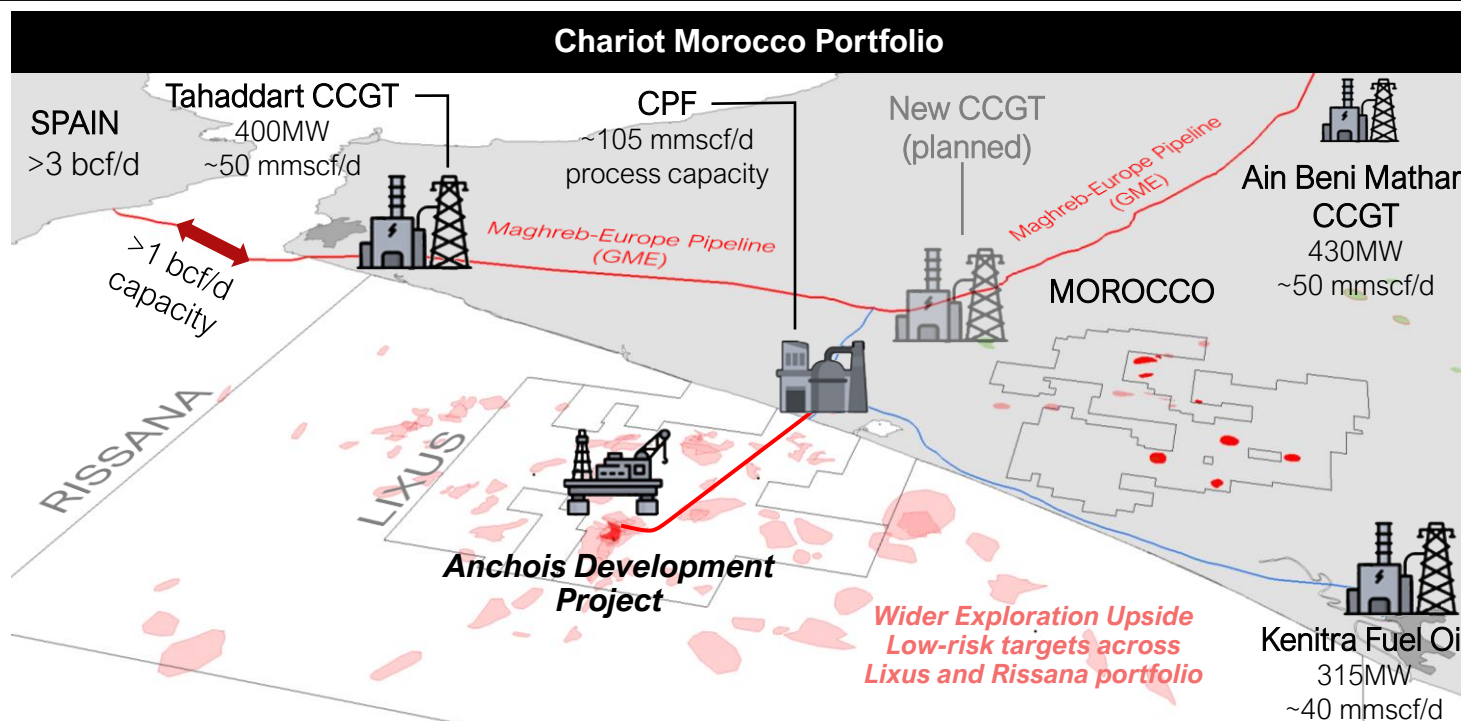 Chariot Morocco Portfolio
SPAIN
>3 bcf/d
Tahaddart CCGT
400MW
~50 mmscf/d
CPF
~105 mmscf/d
process capacity
New CCGT
(planned)
Maghreb-Europe Pipeline
(GME)
Ain Beni Mathar
CCGT
430MW
~50 mmscf/d
>1 bcf/d
capacity
Maghreb-Europe Pipeline
(GME)
MOROCCO
RISSANA
LIXUS
Anchois Development
Project
Wider Exploration Upside
Low-risk targets across
Lixus and Rissana portfolio
Kenitra Fuel Oi
315MW
~40 mmscf/d